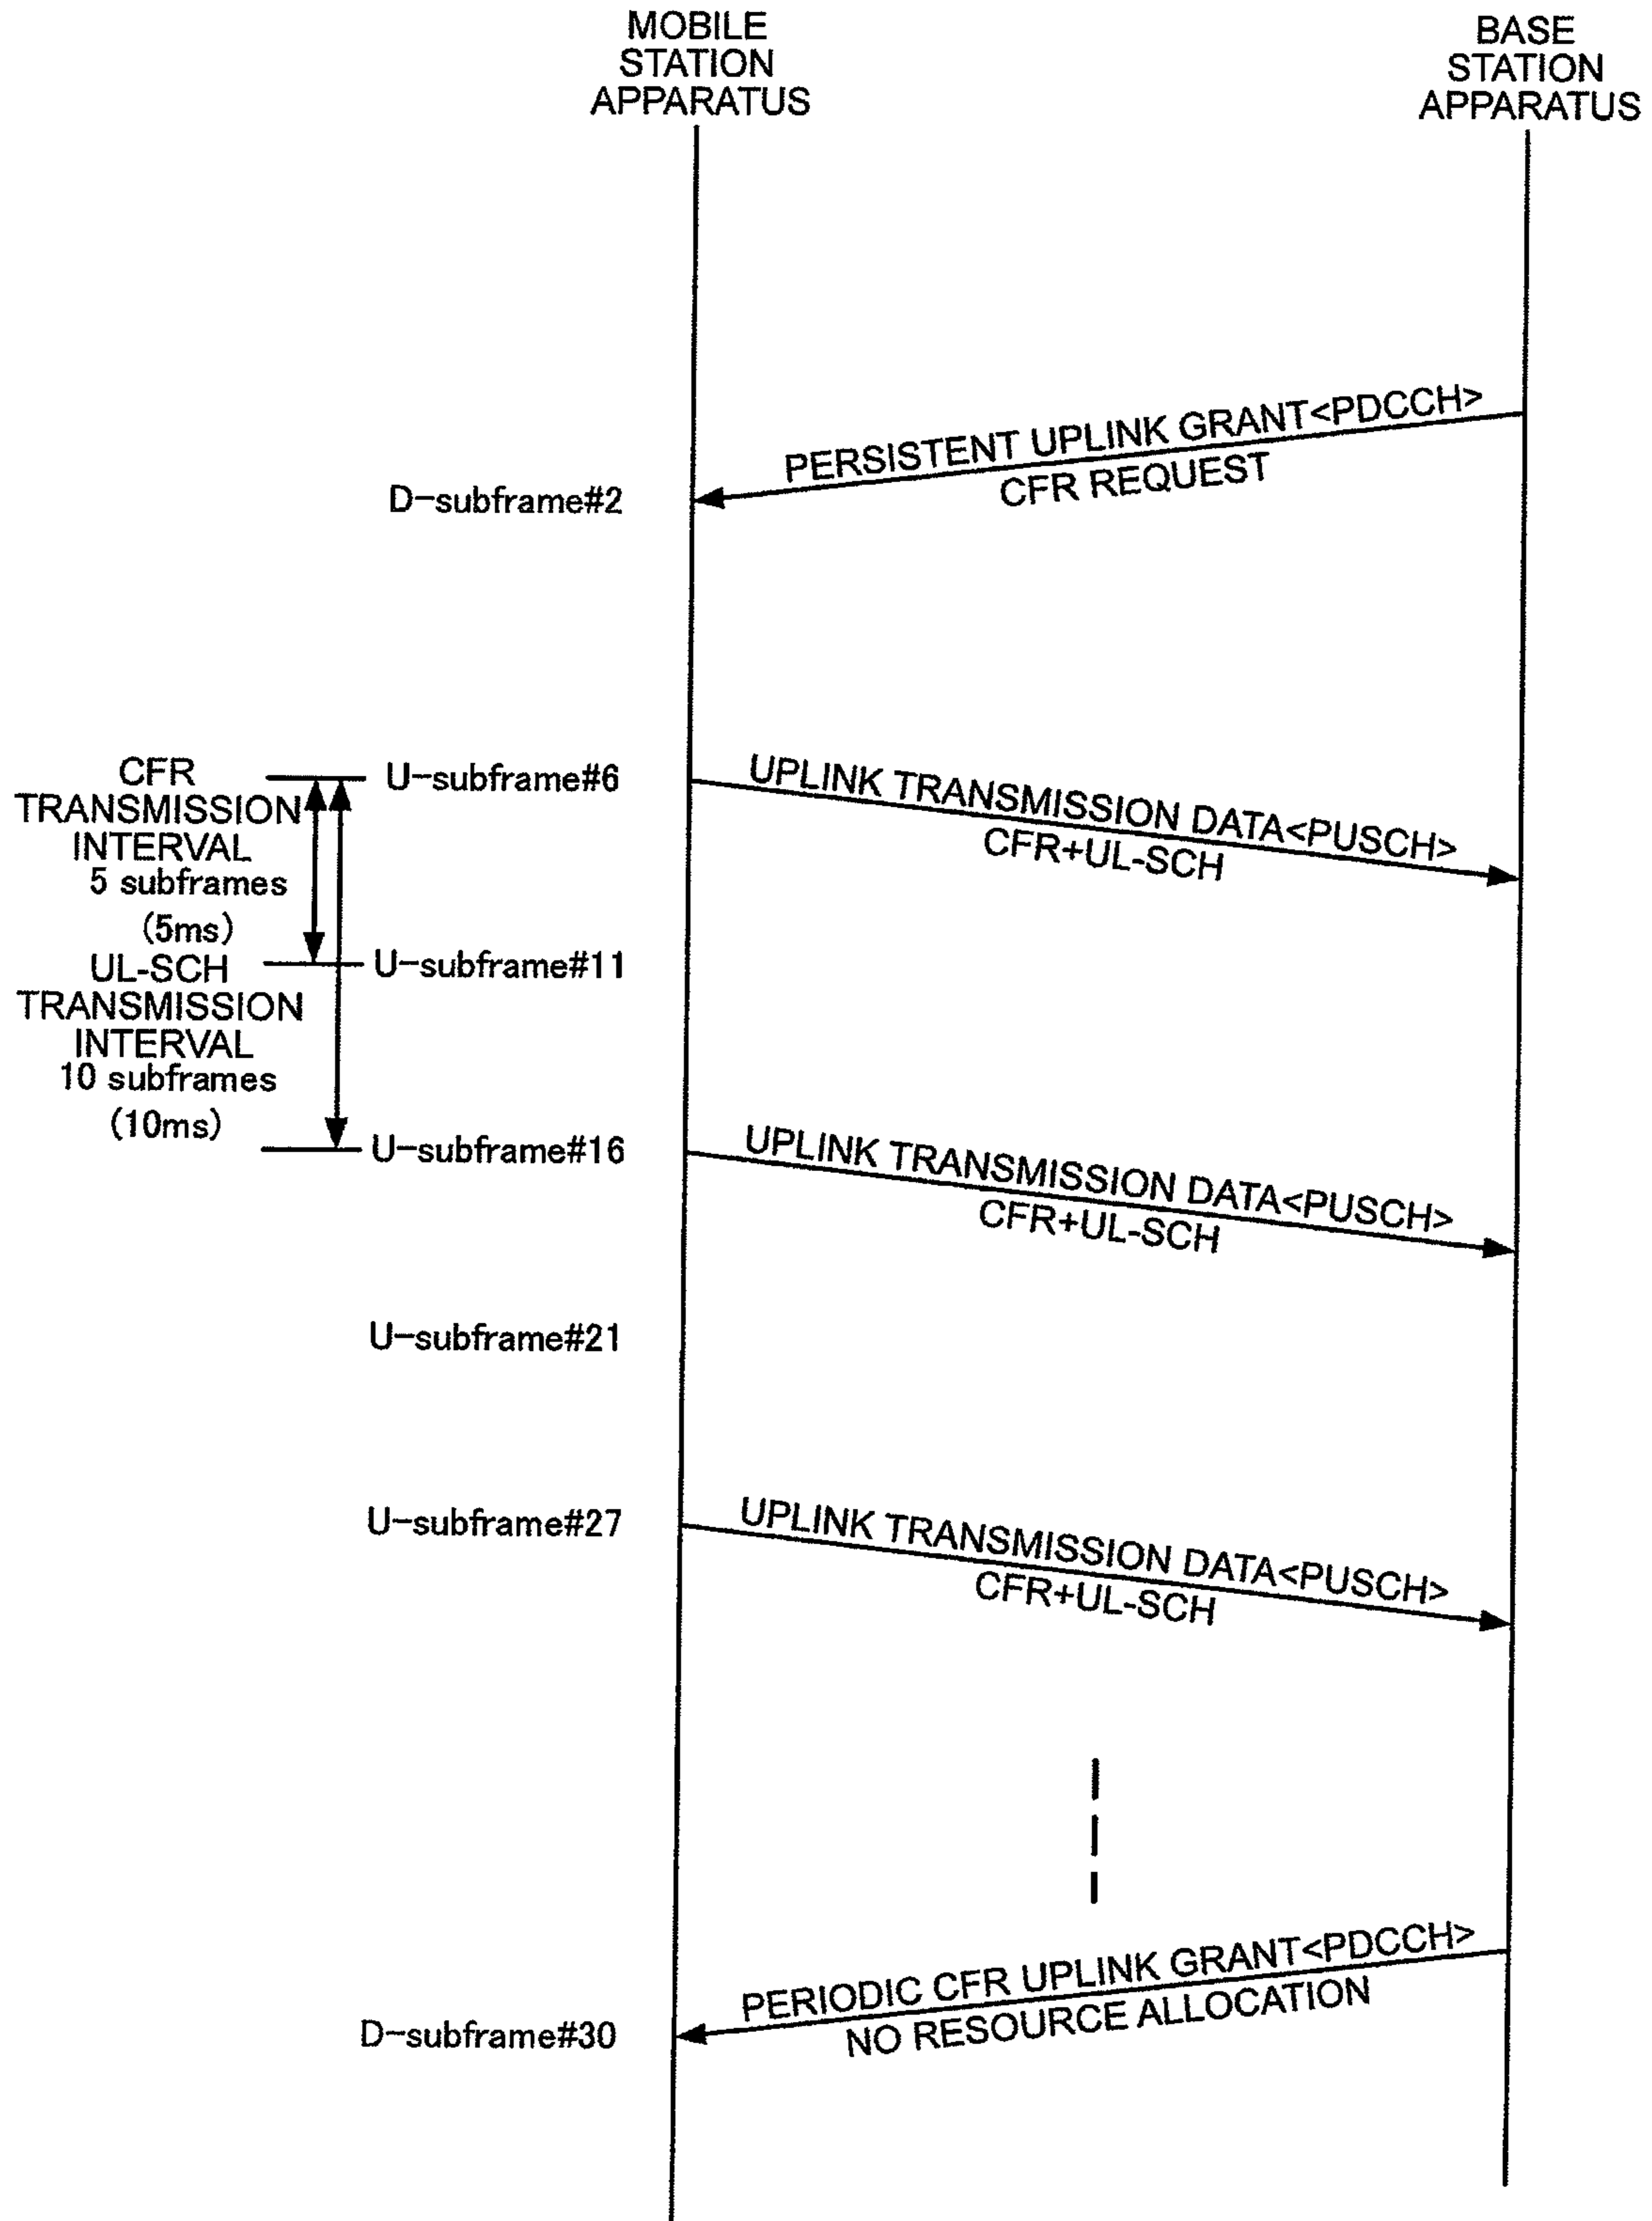 MOBILE
STATION
APPARATUS
BASE
STATION
APPARATUS
PERSISTENT UPLINK GRANT<PDCCH>
CFR REQUEST
D-subframe#2
CFR
TRANSMISSION
INTERVAL
5 subframes
(5ms)
U-subframe#6
UPLINK TRANSMISSION DATA<PUSCH>
CFR+UL-SCH
UL-SCH
TRANSMISSION
INTERVAL
10 subframes
(10ms)
U-subframe#11
U-subframe#16
UPLINK TRANSMISSION DATA<PUSCH>
CFR+UL-SCH
U-subframe#21
U-subframe#27
UPLINK TRANSMISSION DATA<PUSCH>
CFR+UL-SCH
PERIODIC CFR UPLINK GRANT<PDCCH>
NO RESOURCE ALLOCATION
D-subframe#30